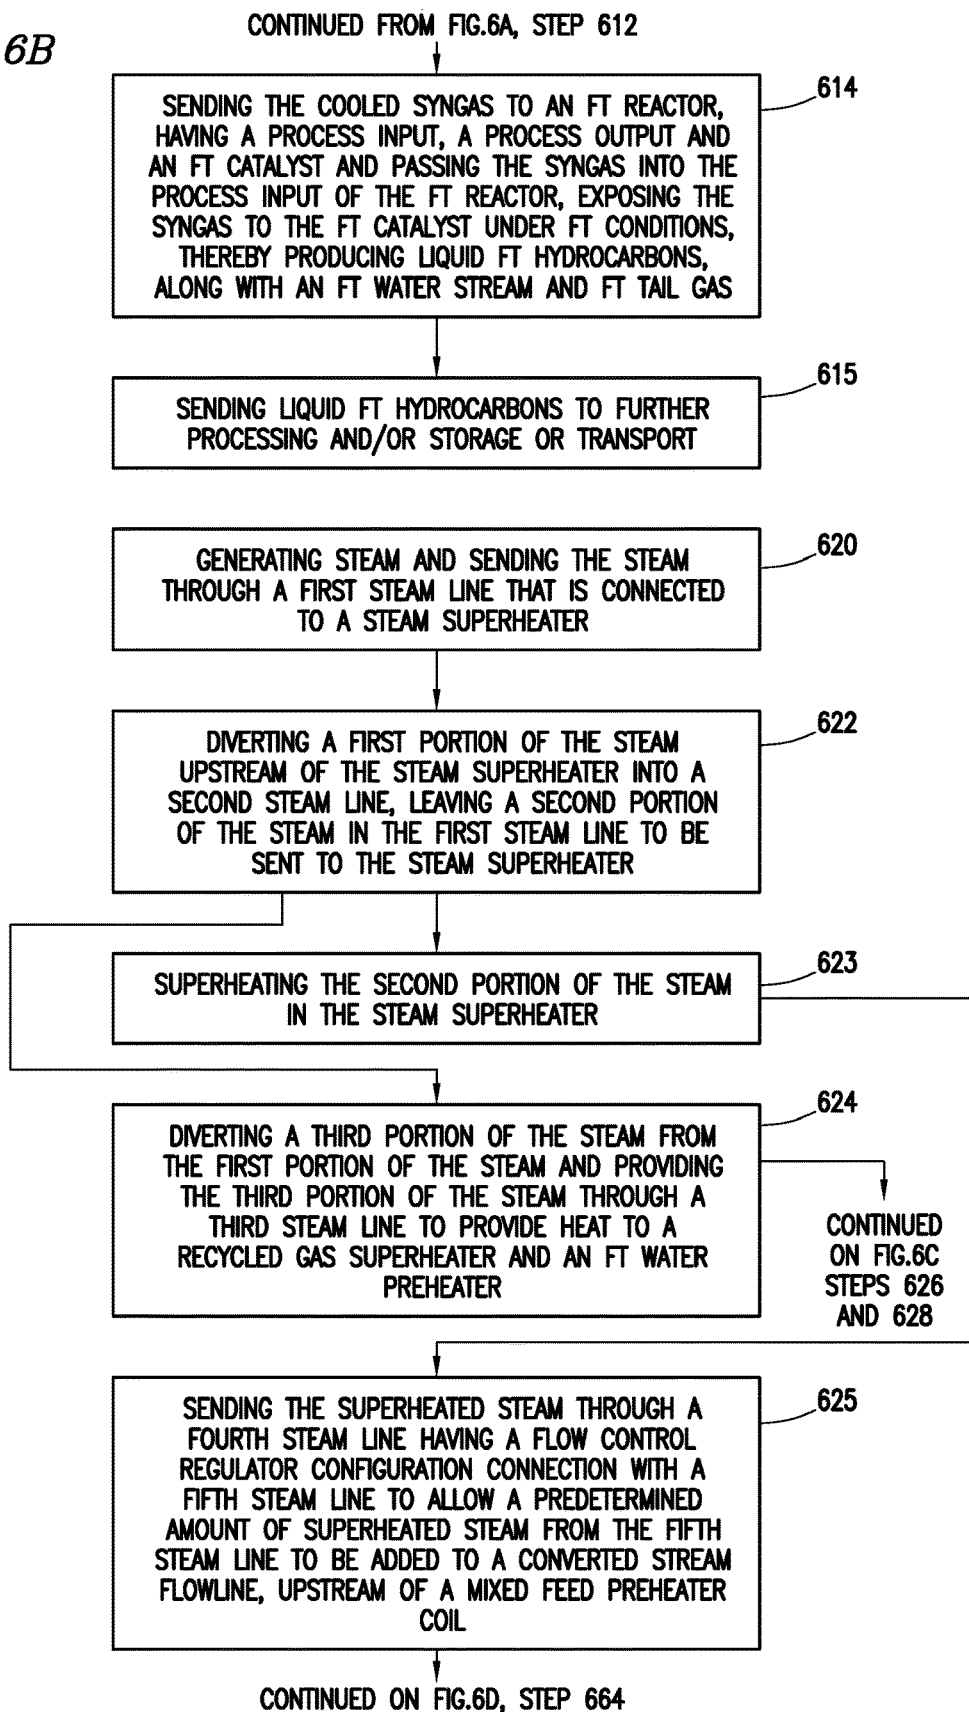 CONTINUED FROM FIG.6A, STEP 612
6B
614
SENDING THE COOLED SYNGAS TO AN FT REACTOR,
HAVING A PROCESS INPUT, A PROCESS OUTPUT AND
AN FT CATALYST AND PASSING THE SYNGAS INTO THE
PROCESS INPUT OF THE FT REACTOR, EXPOSING THE
SYNGAS TO THE FT CATALYST UNDER FT CONDITIONS,
THEREBY PRODUCING LIQUID FT HYDROCARBONS,
ALONG WITH AN FT WATER STREAM AND FT TAIL GAS
615
SENDING LIQUID FT HYDROCARBONS TO FURTHER
PROCESSING AND/OR STORAGE OR TRANSPORT
620
GENERATING STEAM AND SENDING THE STEAM
THROUGH A FIRST STEAM LINE THAT IS CONNECTED
TO A STEAM SUPERHEATER
622
DIVERTING A FIRST PORTION OF THE STEAM
UPSTREAM OF THE STEAM SUPERHEATER INTO A
SECOND STEAM LINE, LEAVING A SECOND PORTION
OF THE STEAM IN THE FIRST STEAM LINE TO BE
SENT TO THE STEAM SUPERHEATER
623
SUPERHEATING THE SECOND PORTION OF THE STEAM
IN THE STEAM SUPERHEATER
624
DIVERTING A THIRD PORTION OF THE STEAM FROM
THE FIRST PORTION OF THE STEAM AND PROVIDING
THE THIRD PORTION OF THE STEAM THROUGH A
THIRD STEAM LINE TO PROVIDE HEAT TO A
RECYCLED GAS SUPERHEATER AND AN FT WATER
PREHEATER
CONTINUED
ON FIG.6C
STEPS 626
AND 628
625
SENDING THE SUPERHEATED STEAM THROUGH A
FOURTH STEAM LINE HAVING A FLOW CONTROL
REGULATOR CONFIGURATION CONNECTION WITH A
FIFTH STEAM LINE TO ALLOW A PREDETERMINED
AMOUNT OF SUPERHEATED STEAM FROM THE FIFTH
STEAM LINE TO BE ADDED TO A CONVERTED STREAM
FLOWLINE, UPSTREAM OF A MIXED FEED PREHEATER
COIL
CONTINUED ON FIG.6D, STEP 664